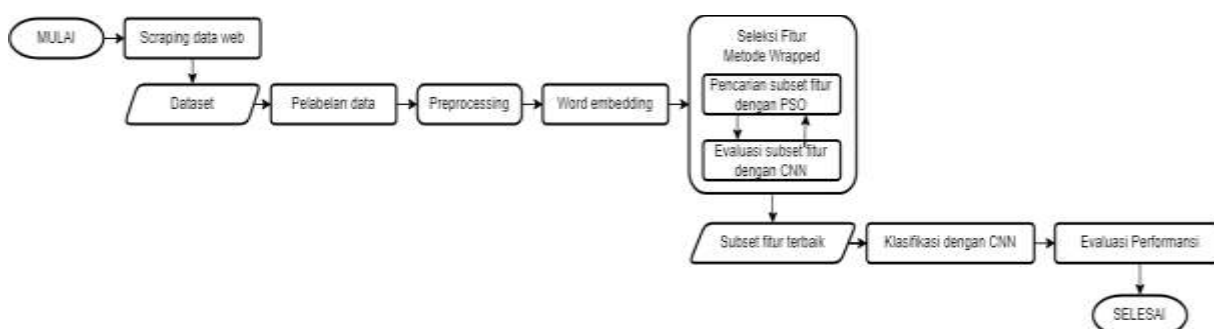 MULAI
Scraping data web
Dataset
Pelabelan data
Preprocessing
Word embedding
Seleksi Fitur
Metode Wrapped
Pencarian subset fitur
dengan PSO
Evaluasi subset fitur
dengan CNN
Subset fitur terbaik
Klasifikasi dengan CNN
Evaluasi Performansi
SELESAI